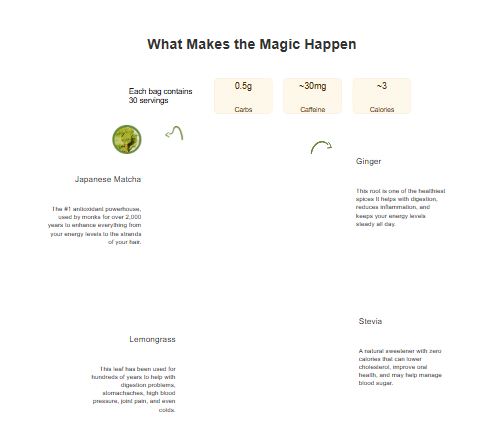 What Makes the Magic Happen
Each bag contains
30 servings
0.5g
Carbs
~30mg
Caffeine
~3
Calories
Japanese Matcha
The #1 antioxidant powerhouse,
used by monks for over 2,000
years to enhance everything from
your energy levels to the strands
of your hair.
Ginger
This root is one of the healthiest
spices It helps with digestion,
reduces inflammation, and
keeps your energy levels
steady all day.
Lemongrass
This leaf has been used for
hundreds of years to help with
digestion problems,
stomachaches, high blood
pressure, joint pain, and even
colds.
Stevia
A natural sweetener with zero
calories that can lower
cholesterol, improve oral
health, and may help manage
blood sugar.